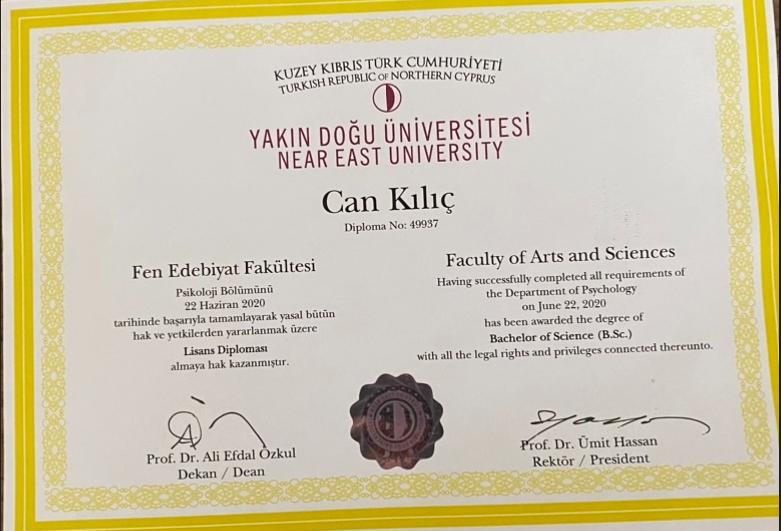 KUZEY KIBRIS TÜRK CUMHURİYETİ
TURKISH REPUBLIC OF NORTHERN CYPRUS
YAKIN DOĞU ÜNİVERSİTESİ
NEAR EAST UNIVERSITY
Can Kılıç
Diploma No: 49937
Fen Edebiyat Fakültesi
Psikoloji Bölümünü
22 Haziran 2020
tarihinde başarıyla tamamlayarak yasal bütün
hak ve yetkilerden yararlanmak üzere
Lisans Diploması
almaya hak kazanmıştır.
Prof. Dr. Ali Efdal Özkul
Dekan / Dean
Faculty of Arts and Sciences
Having successfully completed all requirements of
the Department of Psychology
on June 22, 2020
has been awarded the degree of
Bachelor of Science (B.Sc.)
with all the legal rights and privileges connected thereunto.
Prof. Dr. Ümit Hassan
Rektör / President